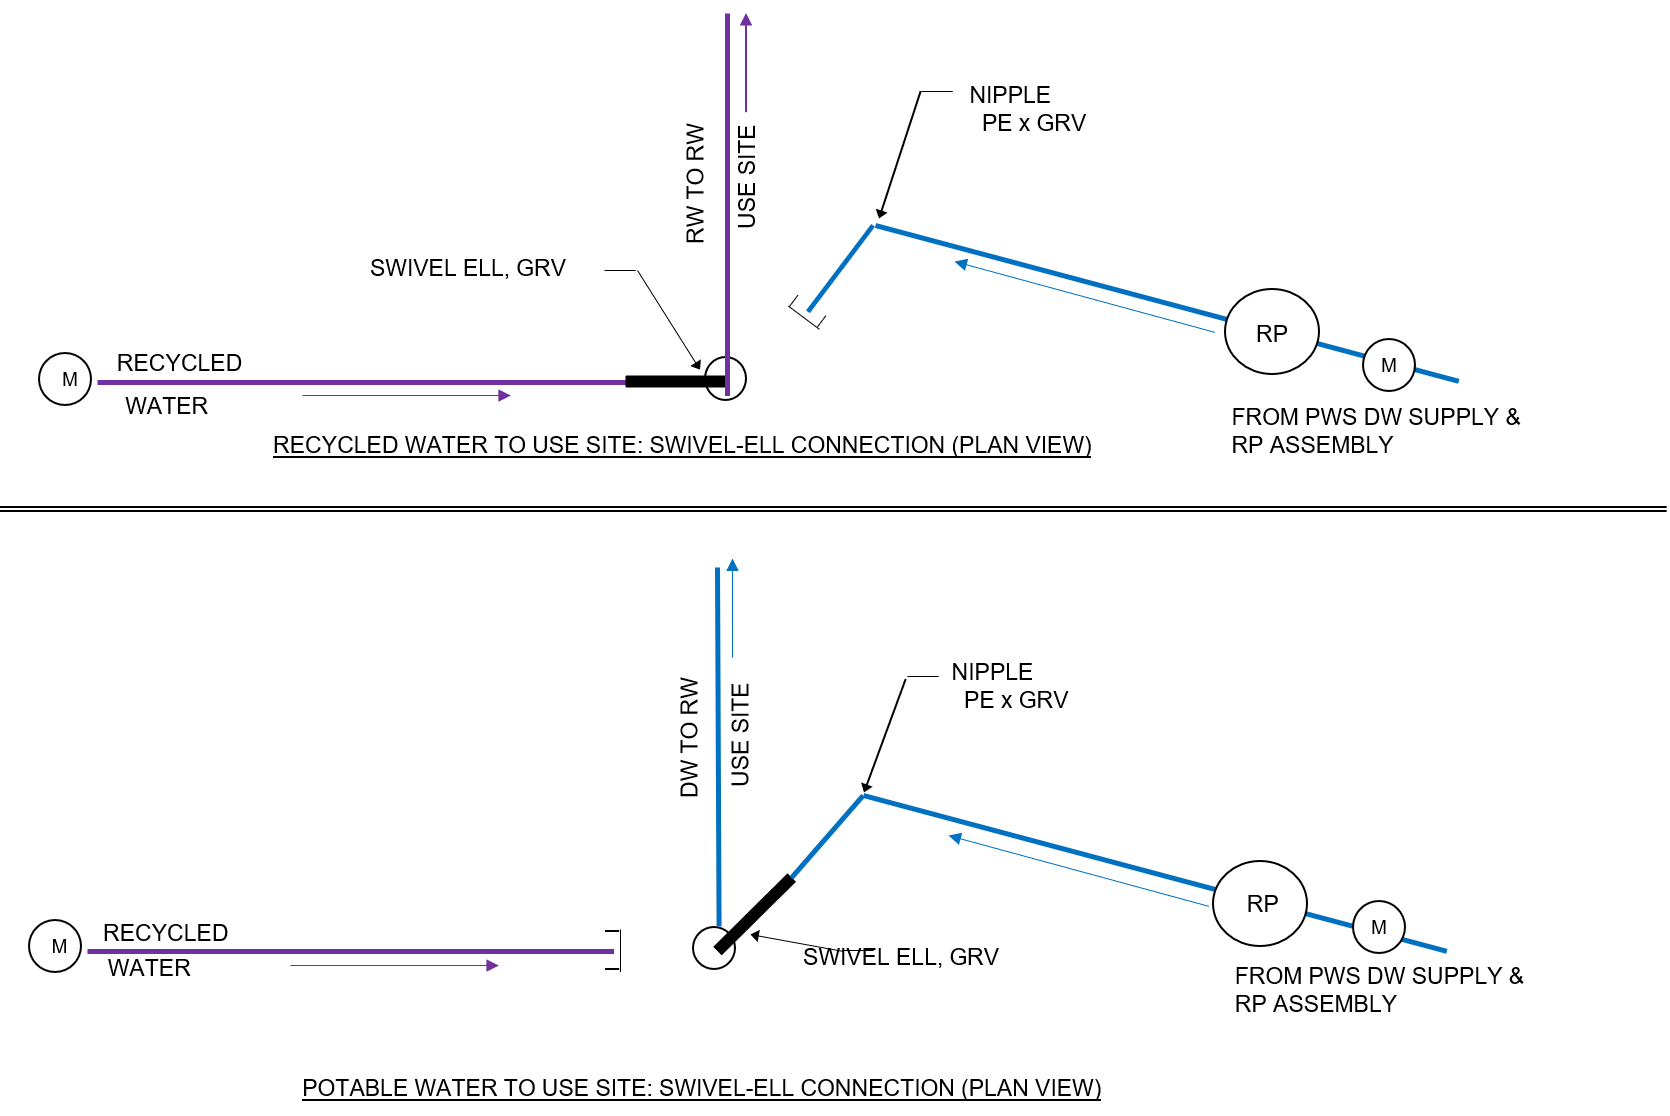 NIPPLE
PE x GRV
RW TO RW
USE SITE
SWIVEL ELL, GRV
RP
M
RECYCLED
M
WATER
FROM PWS DW SUPPLY &
RP ASSEMBLY
RECYCLED WATER TO USE SITE: SWIVEL-ELL CONNECTION (PLAN VIEW)
NIPPLE
PE x GRV
DW TO RW
USE SITE
RP
M
RECYCLED
M
WATER
SWIVEL ELL, GRV
FROM PWS DW SUPPLY &
RP ASSEMBLY
POTABLE WATER TO USE SITE: SWIVEL-ELL CONNECTION (PLAN VIEW)